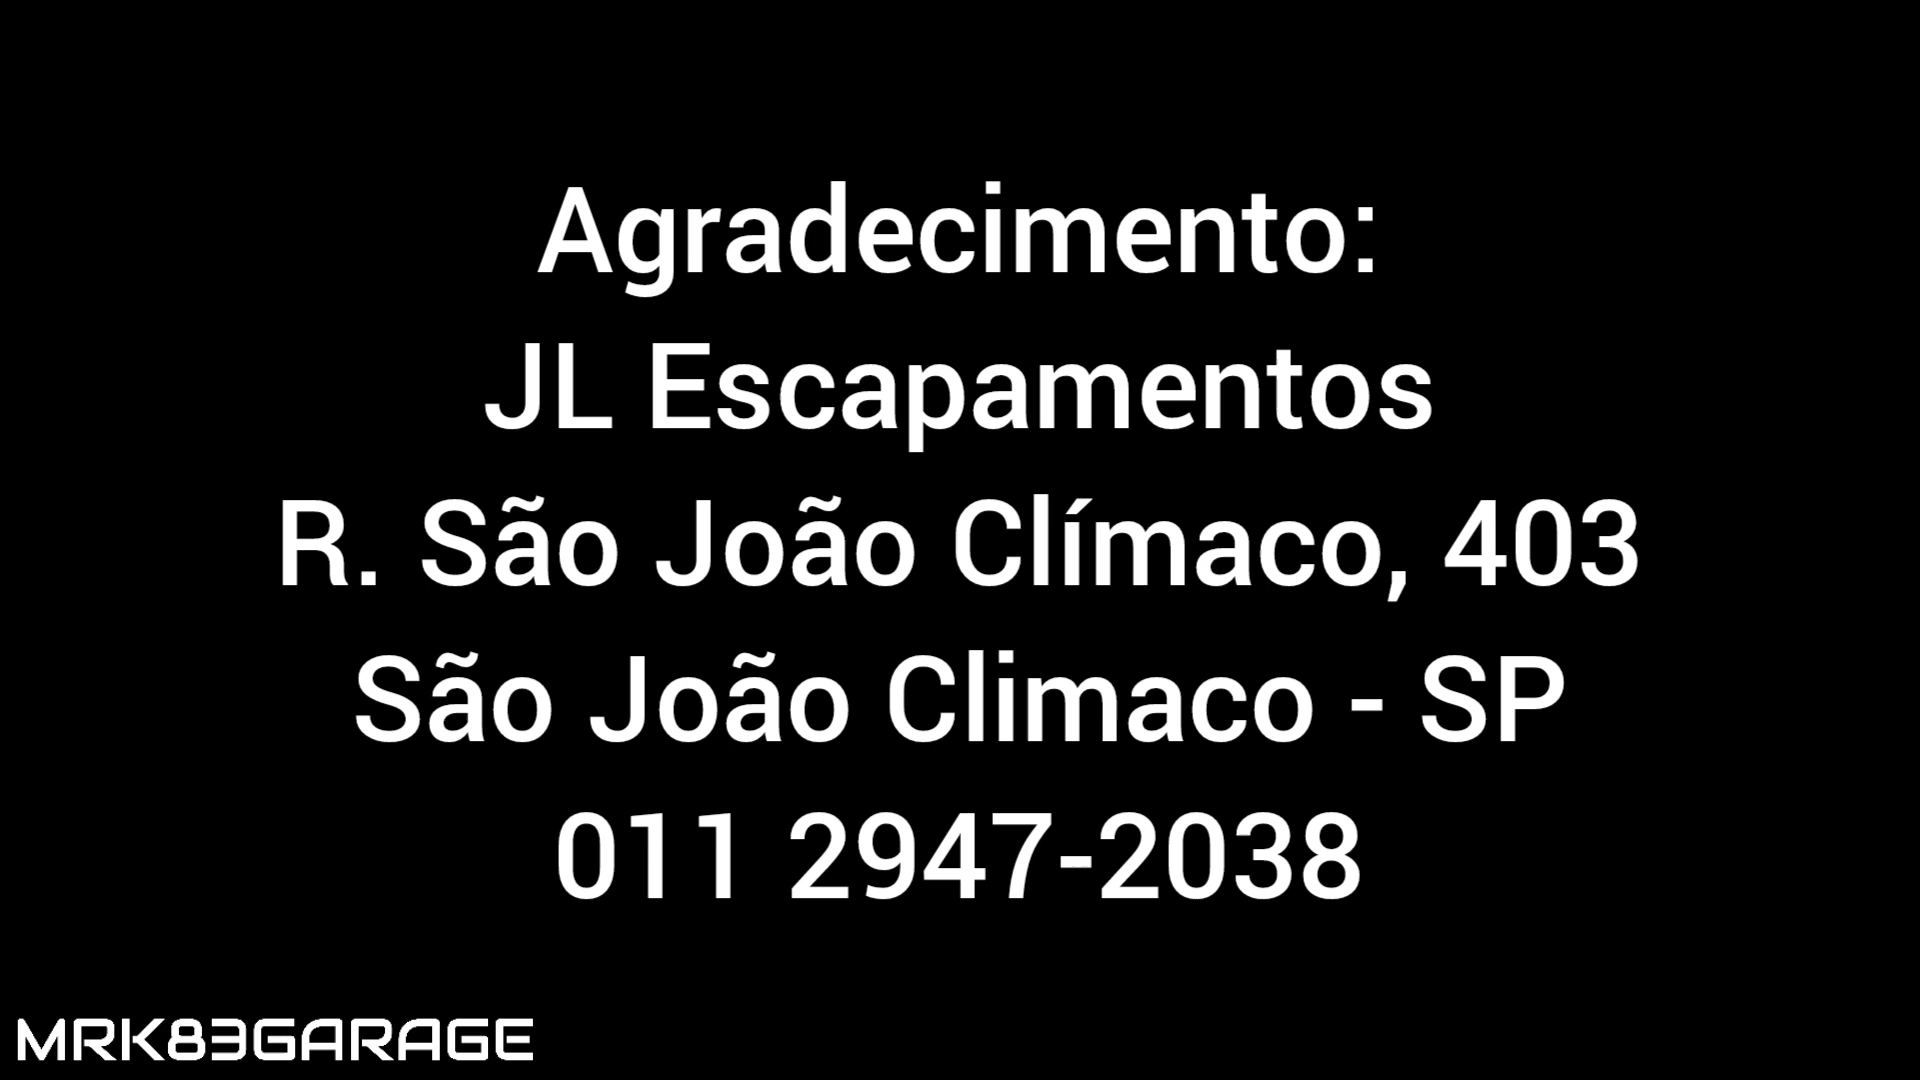 Agradecimento:
JL Escapamentos
R. São João Clímaco, 403
São João Climaco - SP
011 2947-2038
MRK83GARAGE